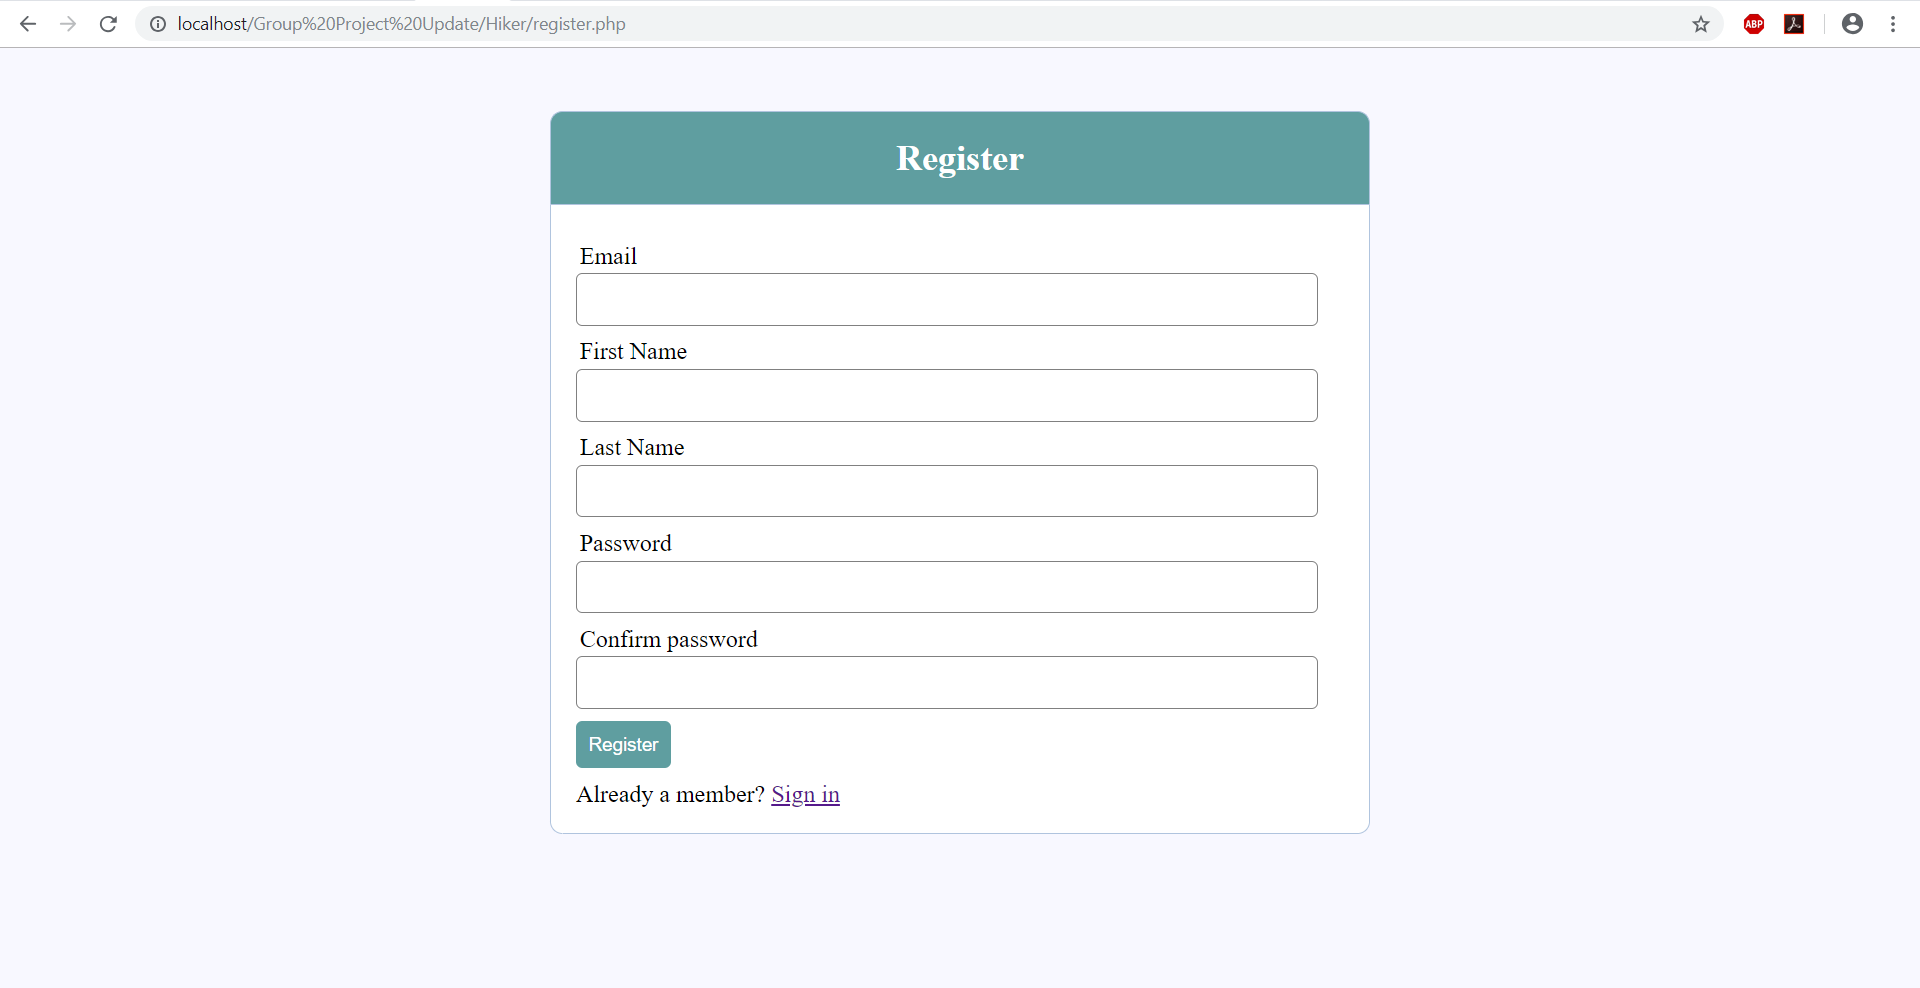 localhost/Group%20Project%20Update/Hiker/register.php
ABP
Register
Email
First Name
Last Name
Password
Confirm password
Register
Already a member? Sign in